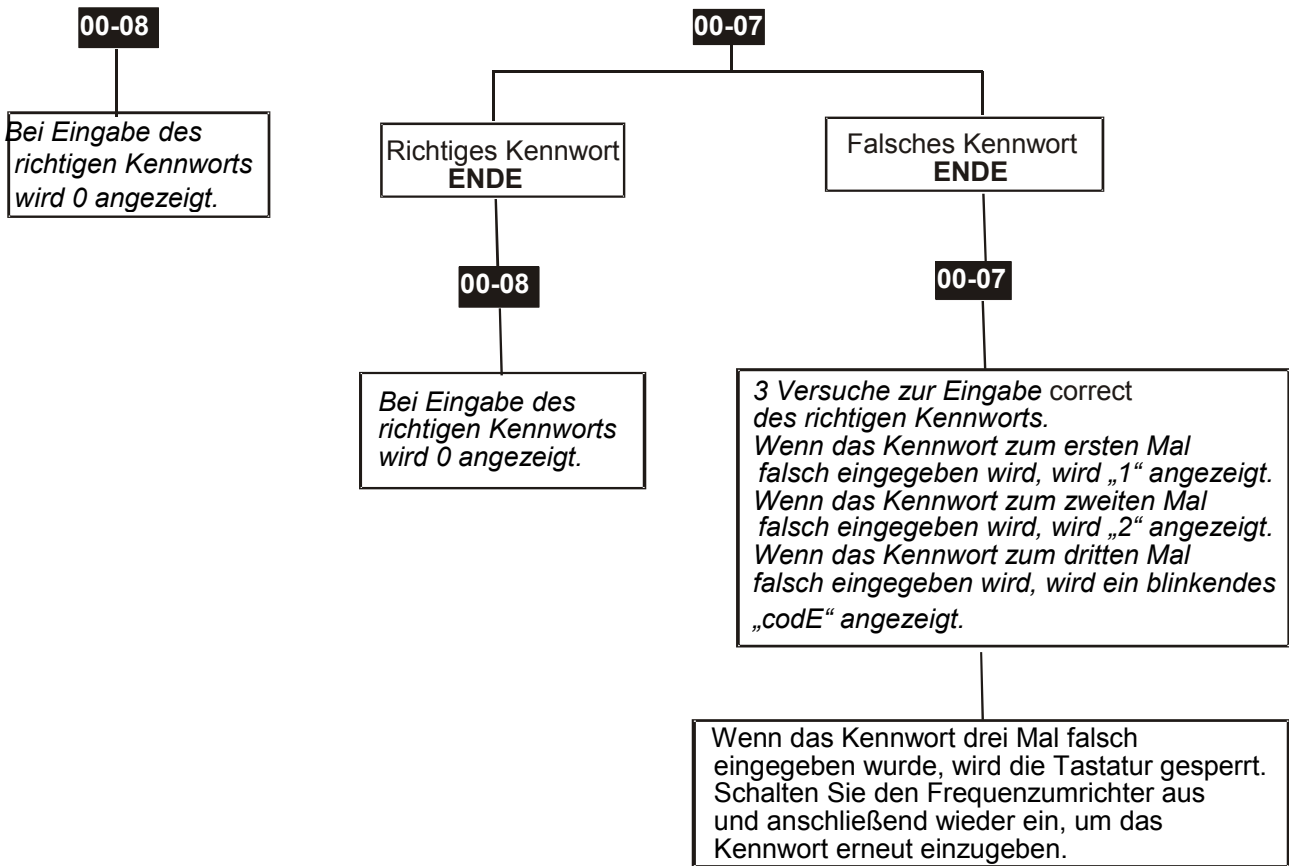 00-08
Bei Eingabe des
richtigen Kennworts
wird 0 angezeigt.
00-07
Richtiges Kennwort
ENDE
00-08
Bei Eingabe des
richtigen Kennworts
wird 0 angezeigt.
Falsches Kennwort
ENDE
00-07
3 Versuche zur Eingabe correct
des richtigen Kennworts.
Wenn das Kennwort zum ersten Mal
falsch eingegeben wird, wird „1“ angezeigt.
Wenn das Kennwort zum zweiten Mal
falsch eingegeben wird, wird „2“ angezeigt.
Wenn das Kennwort zum dritten Mal
falsch eingegeben wird, wird ein blinkendes
„codE“ angezeigt.
Wenn das Kennwort drei Mal falsch
eingegeben wurde, wird die Tastatur gesperrt.
Schalten Sie den Frequenzumrichter aus
und anschließend wieder ein, um das
Kennwort erneut einzugeben.